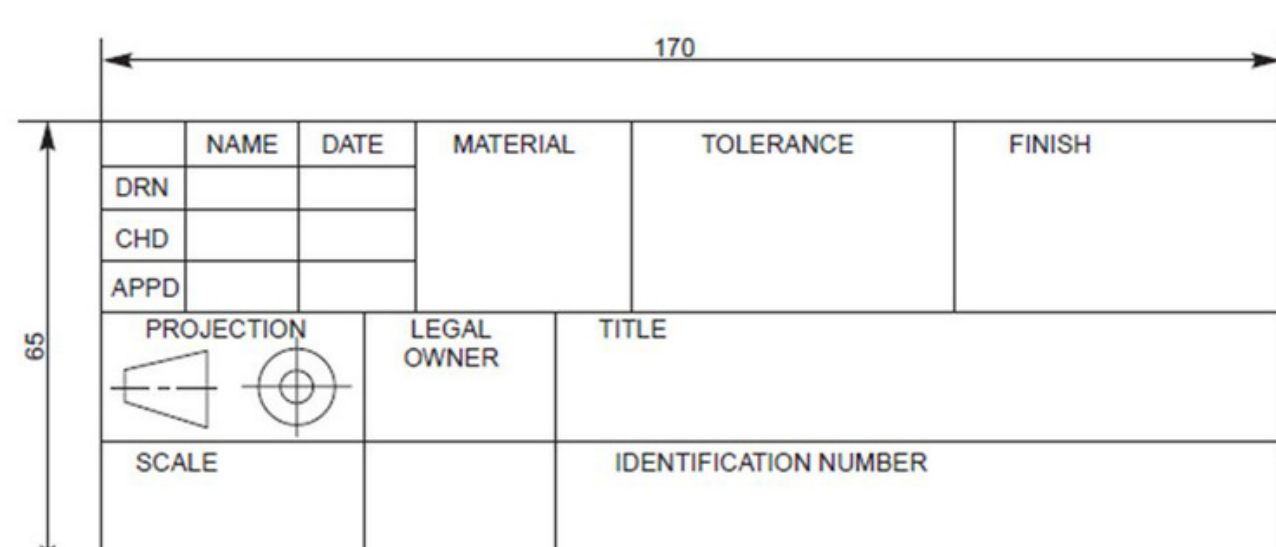 170
NAME DATE MATERIAL TOLERANCE FINISH
DRN
CHD
APPD
65
PROJECTION LEGAL OWNER TITLE
SCALE IDENTIFICATION NUMBER